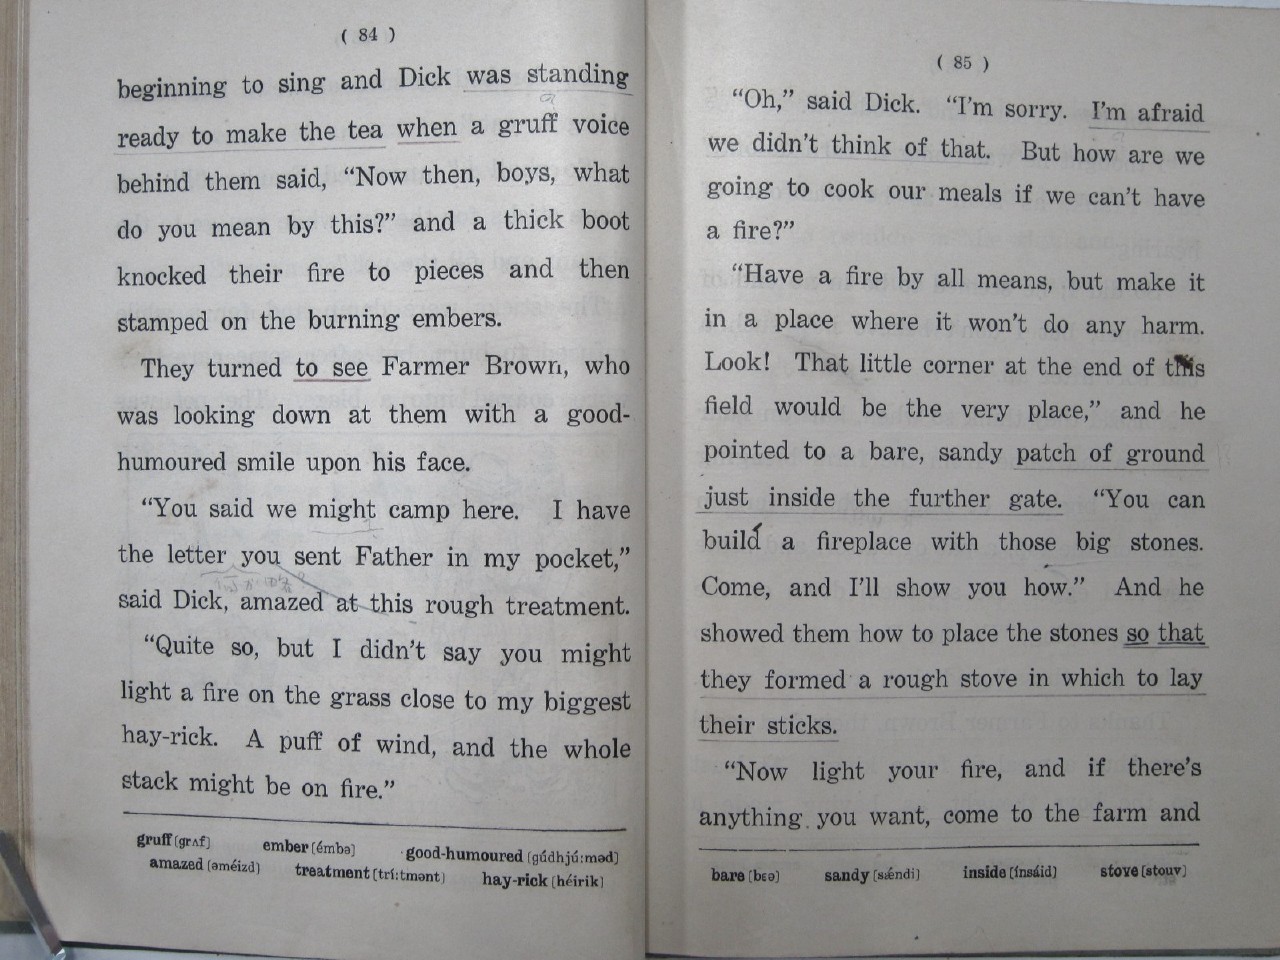 ( 84 )
beginning to sing and Dick was standing
ready to make the tea when a gruff voice
behind them said, “Now then, boys, what
do you mean by this?” and a thick boot
knocked their fire to pieces and then
stamped on the burning embers.
They turned to see Farmer Brown, who
was looking down at them with a good-
humoured smile upon his face.
“You said we might camp here. I have
the letter you sent Father in my pocket,”
said Dick, amazed at this rough treatment.
“Quite so, but I didn’t say you might
light a fire on the grass close to my biggest
hay-rick. A puff of wind, and the whole
stack might be on fire.”
gruff [grʌf] ember [émbə] good-humoured [gúdhjú:məd]
amazed [əméizd] treatment [trí:tmənt] hay-rick [héirik]
( 85 )
“Oh,” said Dick. “I’m sorry. I’m afraid
we didn’t think of that. But how are we
going to cook our meals if we can’t have
a fire?”
“Have a fire by all means, but make it
in a place where it won’t do any harm.
Look! That little corner at the end of this
field would be the very place,” and he
pointed to a bare, sandy patch of ground
just inside the further gate. “You can
build a fireplace with those big stones.
Come, and I’ll show you how.” And he
showed them how to place the stones so that
they formed a rough stove in which to lay
their sticks.
“Now light your fire, and if there’s
anything you want, come to the farm and
bare [bɛə] sandy [sǽndi] inside [ínsáid] stove [stouv]